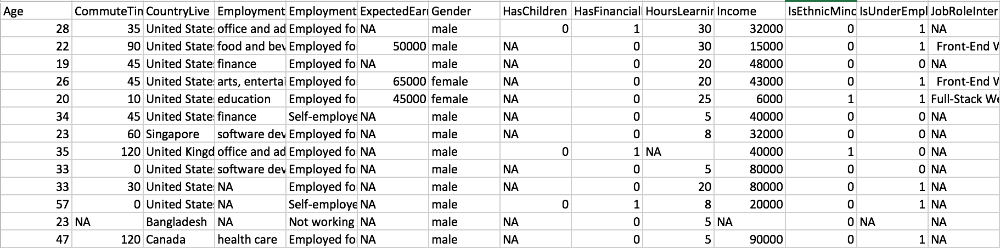 Age CommuteTin CountryLive Employment Employment ExpectedEarı Gender HasChildren HasFinancialI HoursLearnir Income IsEthnicMinc IsUnderEmpl JobRoleInter
28 35 United State: office and ad Employed fo NA male 0 1 30 32000 0 1 NA
22 90 United State: food and bev Employed fo 50000 male NA 0 30 15000 0 1 Front-End V
19 45 United State: finance Employed fo NA male NA 0 20 48000 0 0 NA
26 45 United State: arts, entertai Employed fo 65000 female NA 0 20 43000 0 1 Front-End V
20 10 United State: education Employed fo 45000 female NA 0 25 6000 1 1 Full-Stack We
34 45 United State: finance Self-employe NA male NA 0 5 40000 0 0 NA
23 60 Singapore software dev Employed fo NA male NA 0 8 32000 0 0 NA
35 120 United Kingd office and ad Employed fo NA male 0 1 NA 40000 1 0 NA
33 0 United State: software dev Employed fo NA male NA 0 5 80000 0 0 NA
33 30 United State: NA Employed fo NA male NA 0 20 80000 0 1 NA
57 0 United State: NA Self-employe NA male 0 1 8 20000 0 1 NA
23 NA Bangladesh NA Not working NA male NA 0 5 NA 0 NA NA
47 120 Canada health care Employed fo NA male NA 0 5 90000 0 1 NA